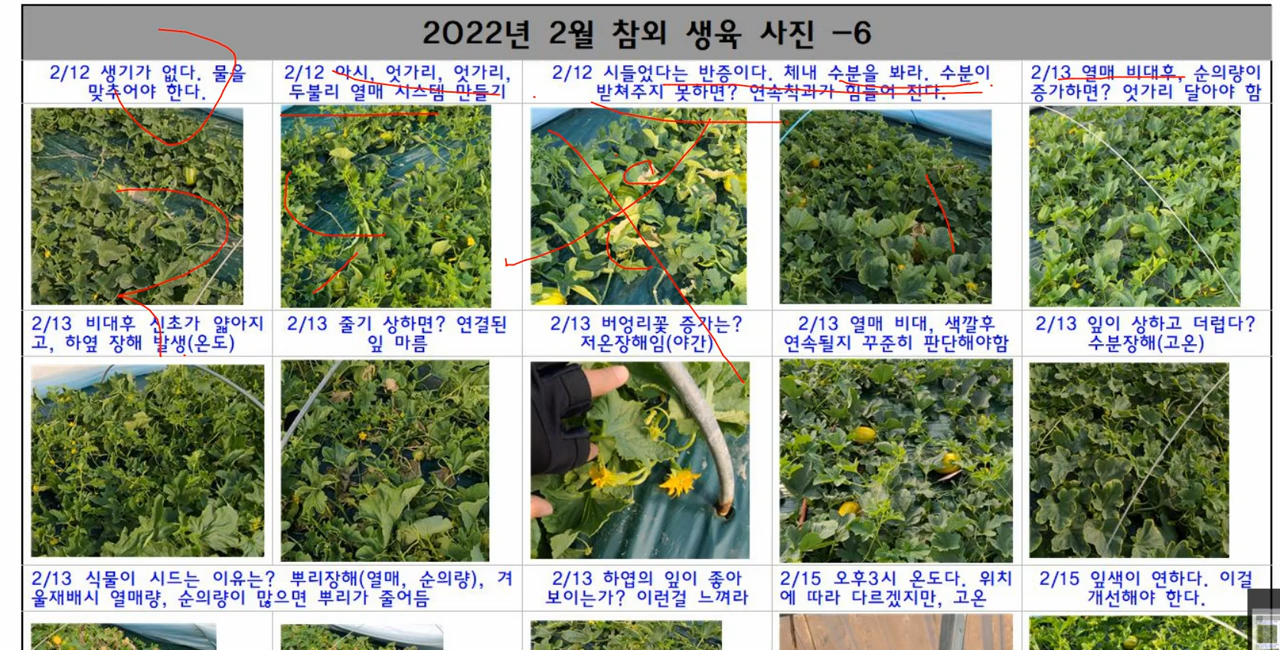 2022년 2월 참외 생육 사진 -6
2/12 생기가 없다. 물을
맞추어야 한다.
2/12 아시, 엇가리, 엇가리,
두불리 열매 시스템 만들기
2/12 시들었다는 반증이다. 체내 수분을 봐라. 수분이
받쳐주지 못하면? 연속착과가 힘들어 진다.
2/13 열매 비대후, 순의량이
증가하면? 엇가리 달아야 함
2/13 비대후 신초가 얇아지
고, 하엽 장해 발생(온도)
2/13 줄기 상하면? 연결된
잎 마름
2/13 버엉리꽃 증가는?
저온장해임(야간)
2/13 열매 비대, 색깔후
연속될지 꾸준히 판단해야함
2/13 잎이 상하고 더럽다?
수분장해(고온)
2/13 식물이 시드는 이유는? 뿌리장해(열매, 순의량), 겨
울재배시 열매량, 순의량이 많으면 뿌리가 줄어듬
2/13 하엽의 잎이 좋아
보이는가? 이런걸 느껴라
2/15 오후3시 온도다. 위치
에 따라 다르겠지만, 고온
2/15 잎색이 연하다. 이걸
개선해야 한다.